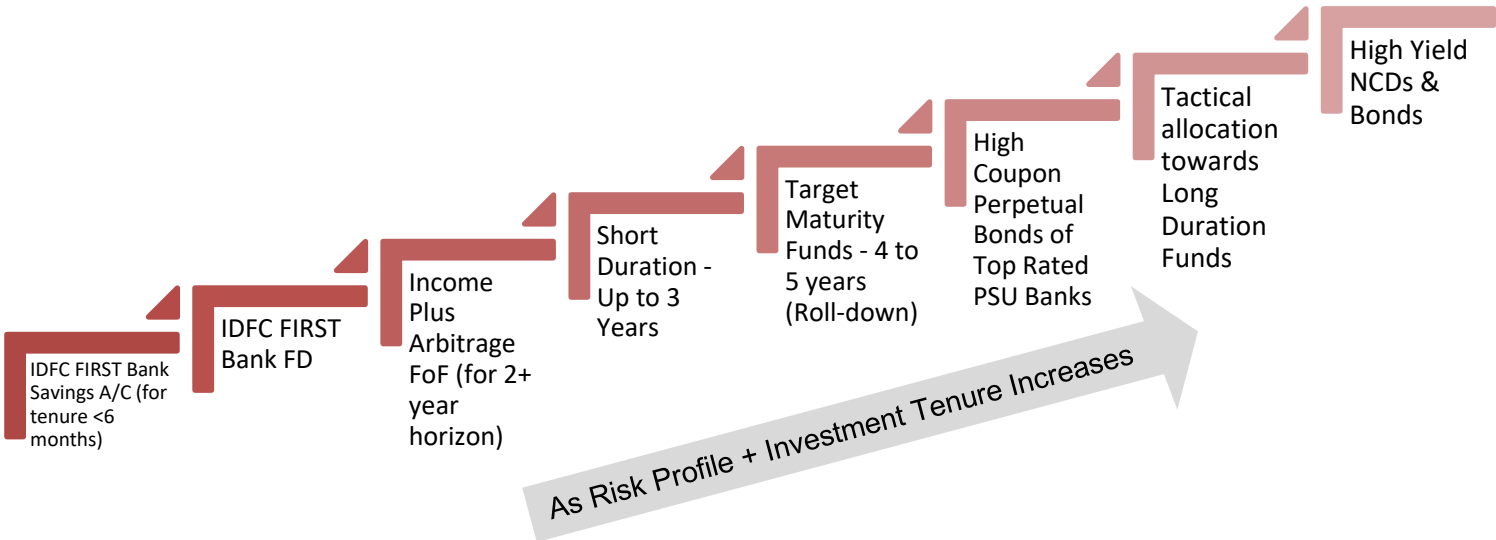 IDFC FIRST Bank
Savings A/C (for
tenure <6
months)
IDFC FIRST
Bank FD
Income
Plus
Arbitrage
FoF (for 2+
year
horizon)
Short
Duration -
Up to 3
Years
Target
Maturity
Funds - 4 to
5 years
(Roll-down)
High
Coupon
Perpetual
Bonds of
Top Rated
PSU Banks
Tactical
allocation
towards
Long
Duration
Funds
High Yield
NCDs &
Bonds
As Risk Profile + Investment Tenure Increases